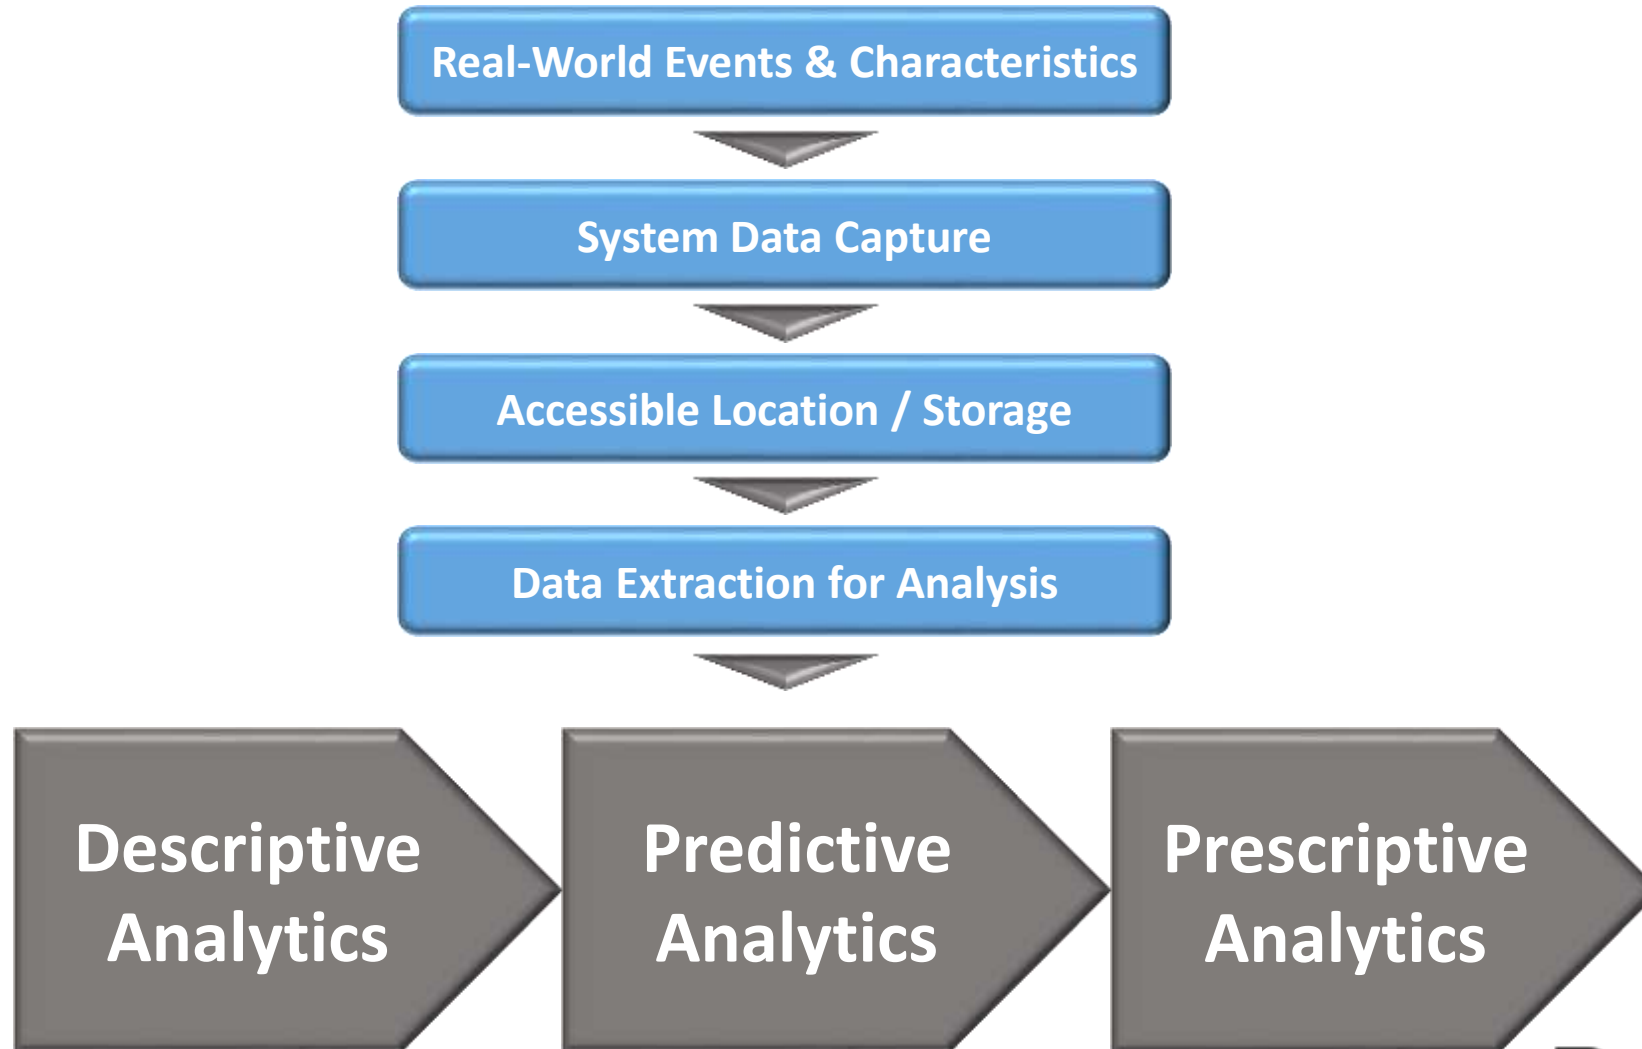 Real-World Events & Characteristics
System Data Capture
Accessible Location / Storage
Data Extraction for Analysis
Descriptive
Analytics
Predictive
Analytics
Prescriptive
Analytics